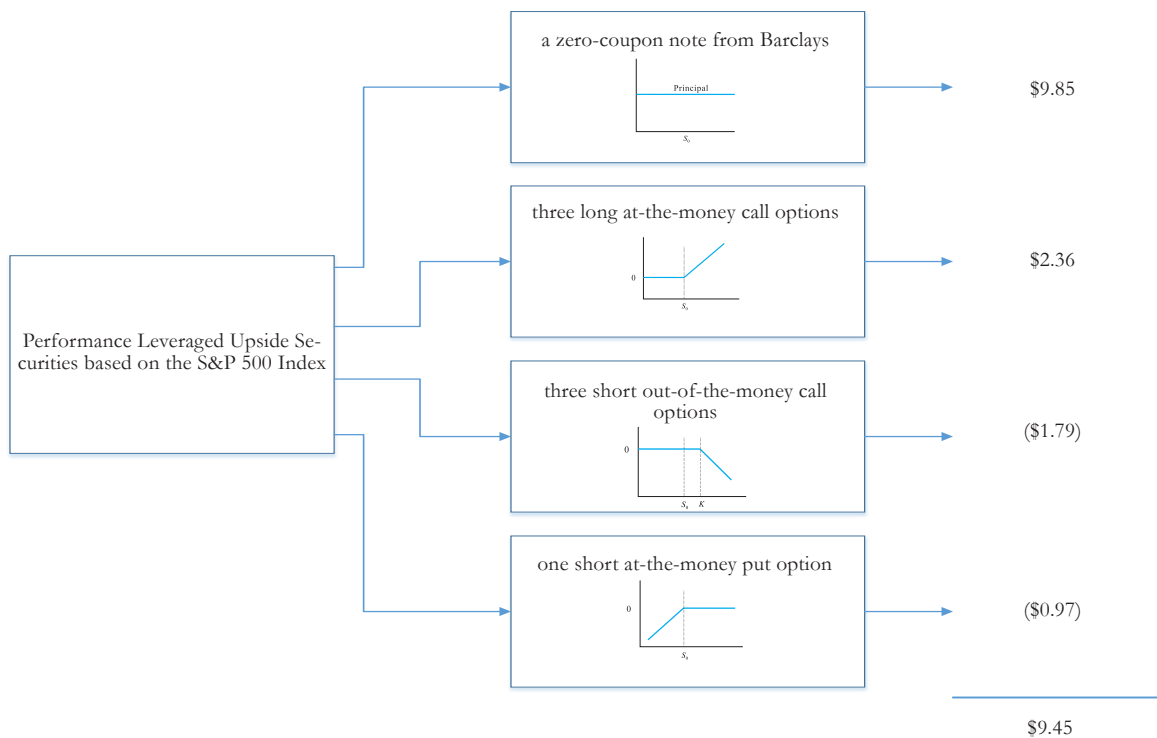 a zero-coupon note from Barclays
Principal
S₀
$9.85
three long at-the-money call options
0
S₀
$2.36
Performance Leveraged Upside Se-
curities based on the S&P 500 Index
three short out-of-the-money call
options
0
S₀ K
($1.79)
one short at-the-money put option
0
S₀
($0.97)
$9.45